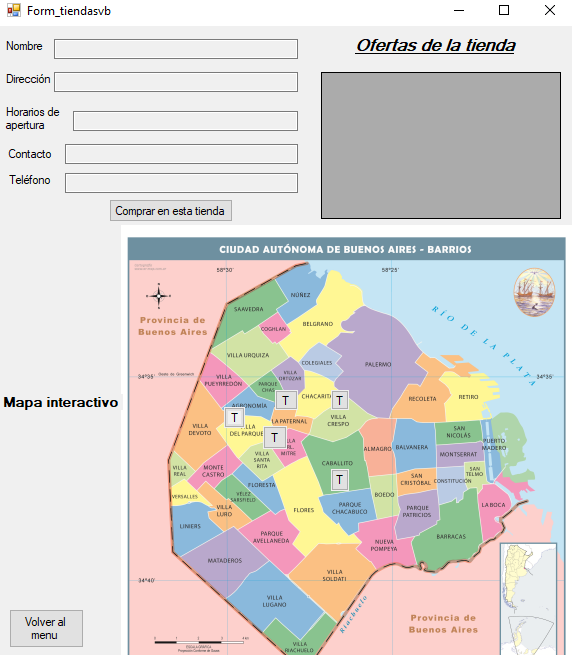 Form_tiendasvb
Nombre
Ofertas de la tienda
Dirección
Horarios de
apertura
Contacto
Teléfono
Comprar en esta tienda
Mapa interactivo
Volver al
menu
CIUDAD AUTÓNOMA DE BUENOS AIRES - BARRIOS
58°30'
58°25'
Provincia de
Buenos Aires
RÍO DE LA PLATA
NÚÑEZ
SAAVEDRA
BELGRANO
COGHLAN
VILLA URQUIZA
COLEGIALES
PALERMO
34°35'
34°35'
VILLA
PUEYRREDÓN
VILLA
ORTÚZAR
PARQUE
CHAS
CHACARITA
T
T
AGRONOMÍA
RECOLETA
RETIRO
T
LA PATERNAL
VILLA
CRESPO
VILLA
DEVOTO
VILLA
DEL PARQUE
T
MITRE
SAN
NICOLÁS
PUERTO
MADERO
ALMAGRO
BALVANERA
MONTSERRAT
VILLA
SANTA
RITA
VILLA
REAL
MONTE
CASTRO
CABALLITO
T
SAN
TELMO
SAN
CRISTÓBAL
CONSTITUCIÓN
FLORESTA
VÉLEZ
SARSFIELD
VERSALLES
BOEDO
LA BOCA
VILLA
LURO
FLORES
PARQUE
CHACABUCO
PARQUE
PATRICIOS
LINIERS
PARQUE
AVELLANEDA
NUEVA
POMPEYA
BARRACAS
MATADEROS
VILLA
SOLDATI
34°40'
VILLA
LUGANO
Riachuelo
Provincia de
Buenos Aires
VILLA
RIACHUELO
ESCALA GRÁFICA